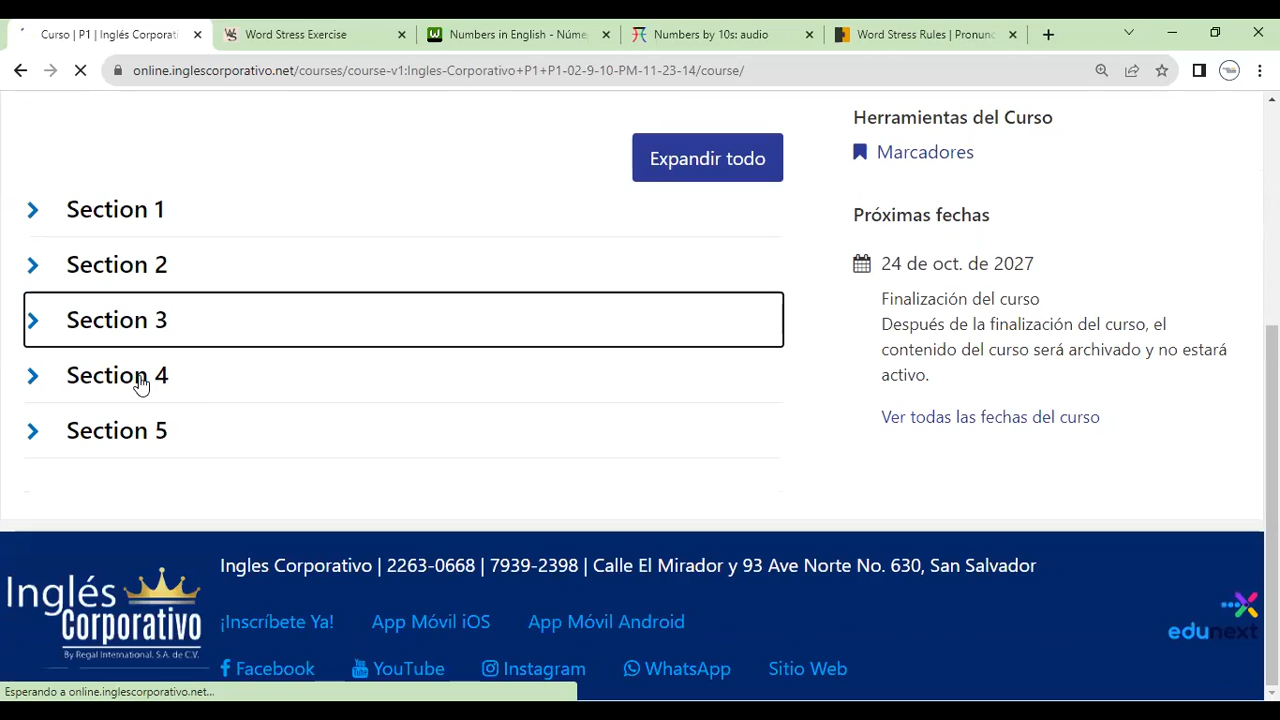 Curso | P1 | Inglés Corporati
Word Stress Exercise
Numbers in English - Núme
Numbers by 10s: audio
Word Stress Rules | Pronun
online.inglescorporativo.net/courses/course-v1:Ingles-Corporativo+P1+P1-02-9-10-PM-11-23-14/course/
Herramientas del Curso
Expandir todo
Marcadores
Section 1
Próximas fechas
Section 2
24 de oct. de 2027
Finalización del curso
Section 3
Después de la finalización del curso, el
contenido del curso será archivado y no estará
Section 4
activo.
Ver todas las fechas del curso
Section 5
Ingles Corporativo | 2263-0668 | 7939-2398 | Calle El Mirador y 93 Ave Norte No. 630, San Salvador
Inglés
Corporativo
By Regal International, S.A. de C.V.
¡Inscríbete Ya!
App Móvil iOS
App Móvil Android
edunext
Facebook
YouTube
Instagram
WhatsApp
Sitio Web
Esperando a online.inglescorporativo.net...